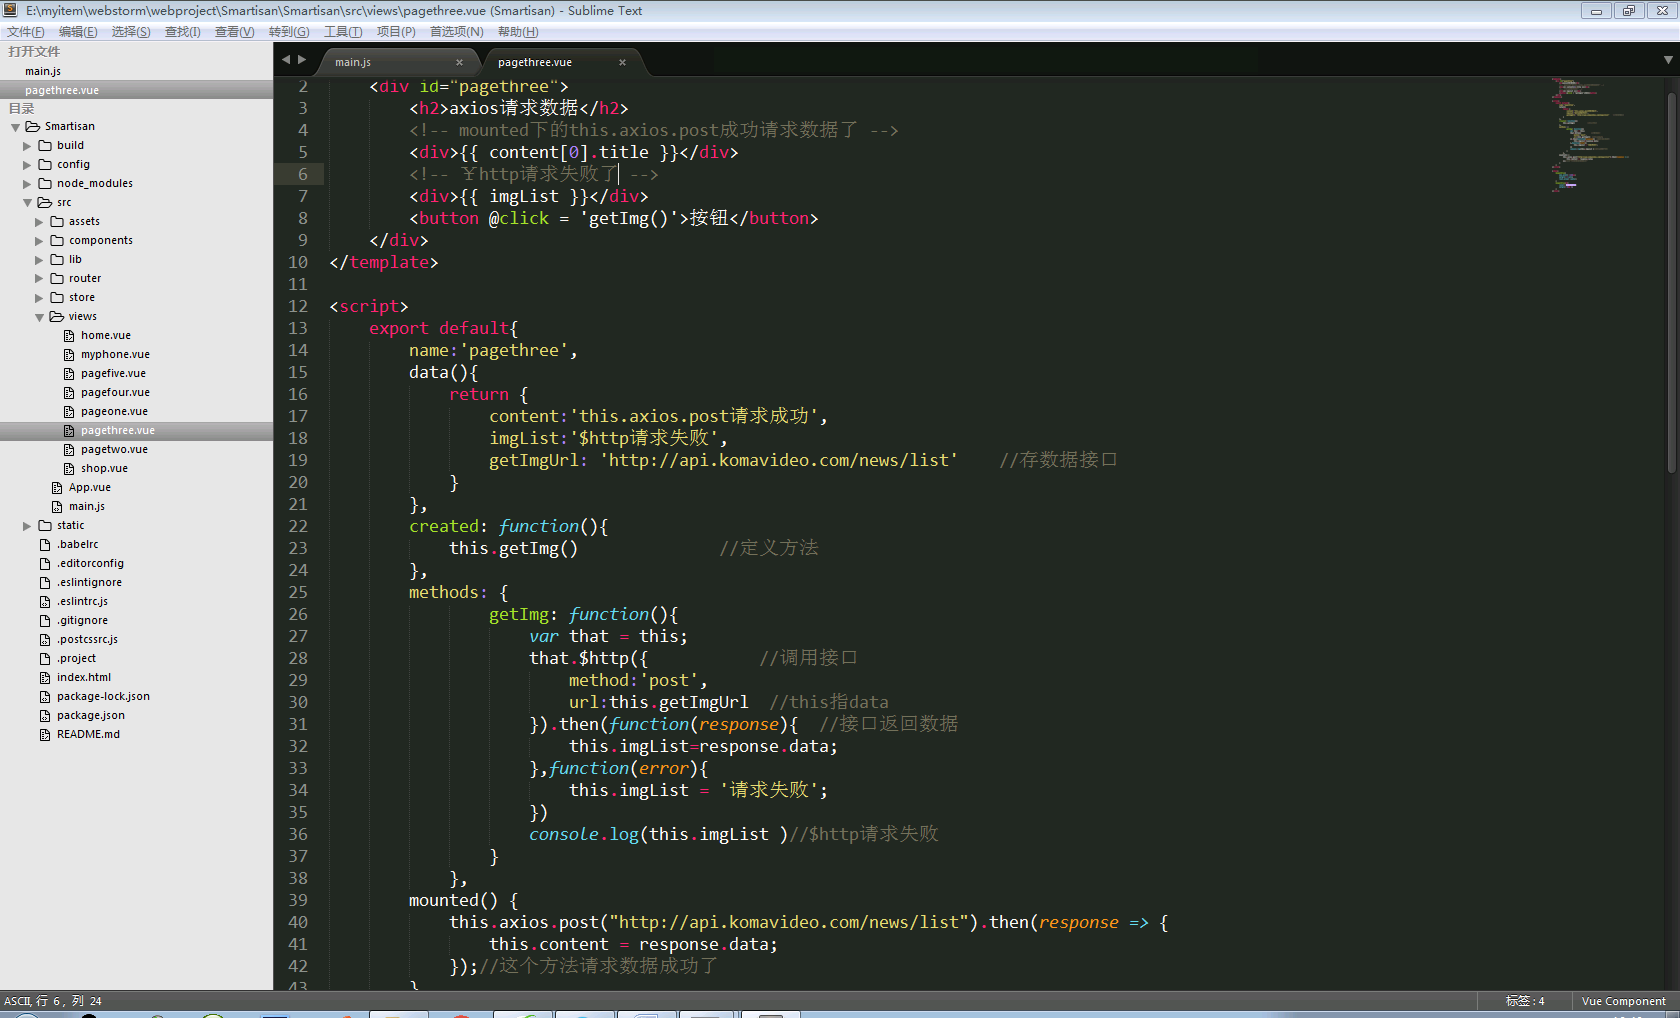 E:\myitem\webstorm\webproject\Smartisan\Smartisan\src\views\pagethree.vue (Smartisan) - Sublime Text
文件(F) 编辑(E) 选择(S) 查找(I) 查看(V) 转到(G) 工具(T) 项目(P) 首选项(N) 帮助(H)
打开文件
main.js
pagethree.vue
目录
Smartisan
build
config
node_modules
src
assets
components
lib
router
store
views
home.vue
myphone.vue
pagefive.vue
pagefour.vue
pageone.vue
pagethree.vue
pagetwo.vue
shop.vue
App.vue
main.js
static
.babelrc
.editorconfig
.eslintignore
.eslintrc.js
.gitignore
.postcssrc.js
.project
index.html
package-lock.json
package.json
README.md
main.js × pagethree.vue ×
2 <div id="pagethree">
3 <h2>axios请求数据</h2>
4 <!-- mounted下的this.axios.post成功请求数据了 -->
5 <div>{{ content[0].title }}</div>
6 <!-- ￥http请求失败了 -->
7 <div>{{ imgList }}</div>
8 <button @click = 'getImg()'>按钮</button>
9 </div>
10 </template>
11
12 <script>
13 export default{
14 name:'pagethree',
15 data(){
16 return {
17 content:'this.axios.post请求成功',
18 imgList:'$http请求失败',
19 getImgUrl: 'http://api.komavideo.com/news/list' //存数据接口
20 }
21 },
22 created: function(){
23 this.getImg() //定义方法
24 },
25 methods: {
26 getImg: function(){
27 var that = this;
28 that.$http({ //调用接口
29 method:'post',
30 url:this.getImgUrl //this指data
31 }).then(function(response){ //接口返回数据
32 this.imgList=response.data;
33 },function(error){
34 this.imgList = '请求失败';
35 })
36 console.log(this.imgList )//$http请求失败
37 }
38 },
39 mounted() {
40 this.axios.post("http://api.komavideo.com/news/list").then(response => {
41 this.content = response.data;
42 });//这个方法请求数据成功了
43 }
ASCII, 行 6 , 列 24 标签 : 4 Vue Component